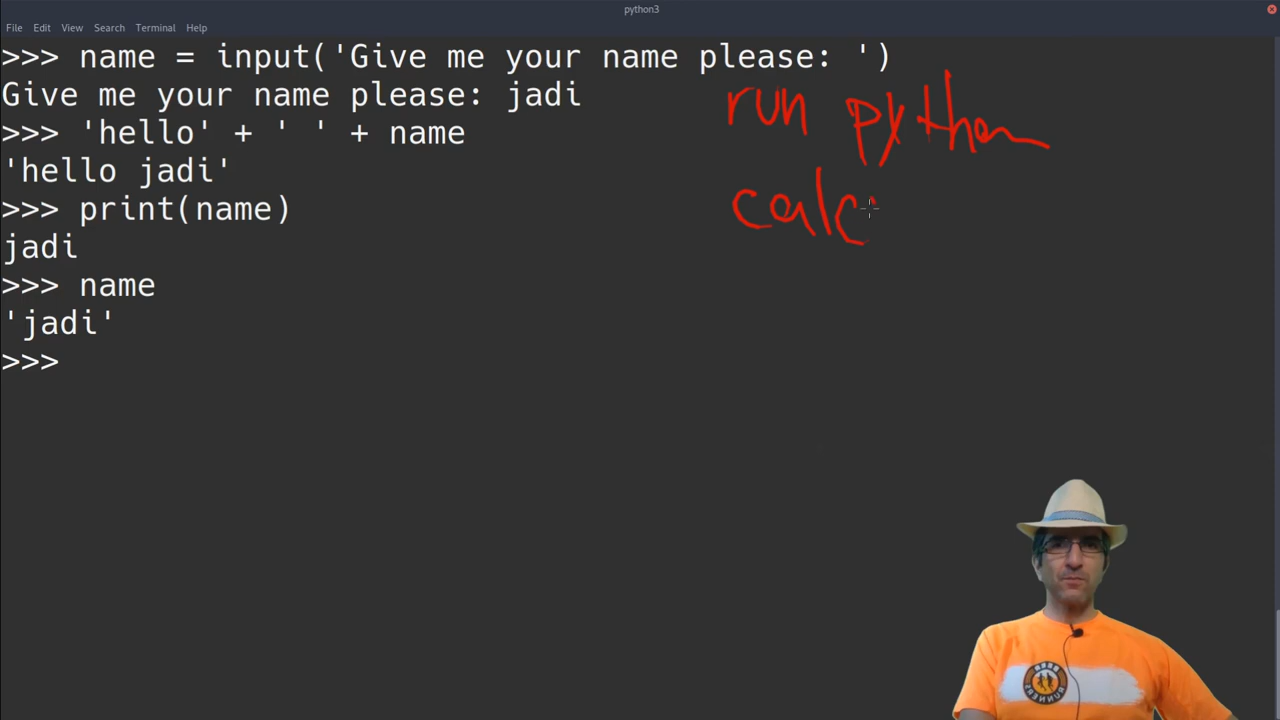 python3
File Edit View Search Terminal Help
>>> name = input('Give me your name please: ')
Give me your name please: jadi
>>> 'hello' + ' ' + name
'hello jadi'
>>> print(name)
jadi
>>> name
'jadi'
>>>
run python
calc
RUNNERS